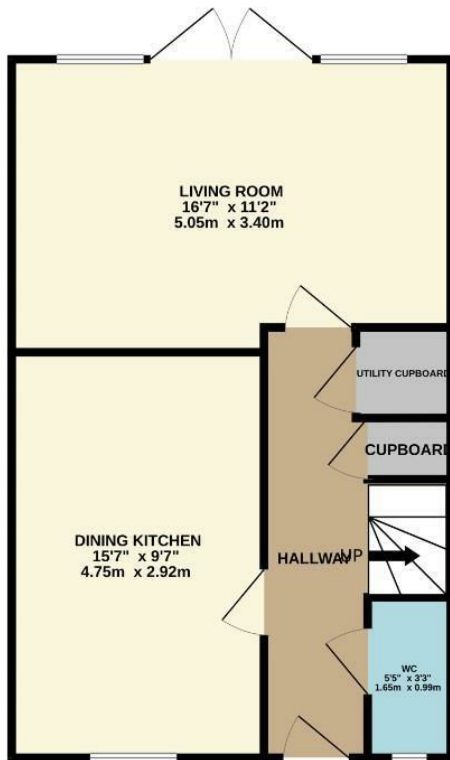 LIVING ROOM
16'7" x 11'2"
5.05m x 3.40m
UTILITY CUPBOARD
CUPBOARD
DINING KITCHEN
15'7" x 9'7"
4.75m x 2.92m
HALLWAY
UP
WC
5'5" x 3'3"
1.65m x 0.99m